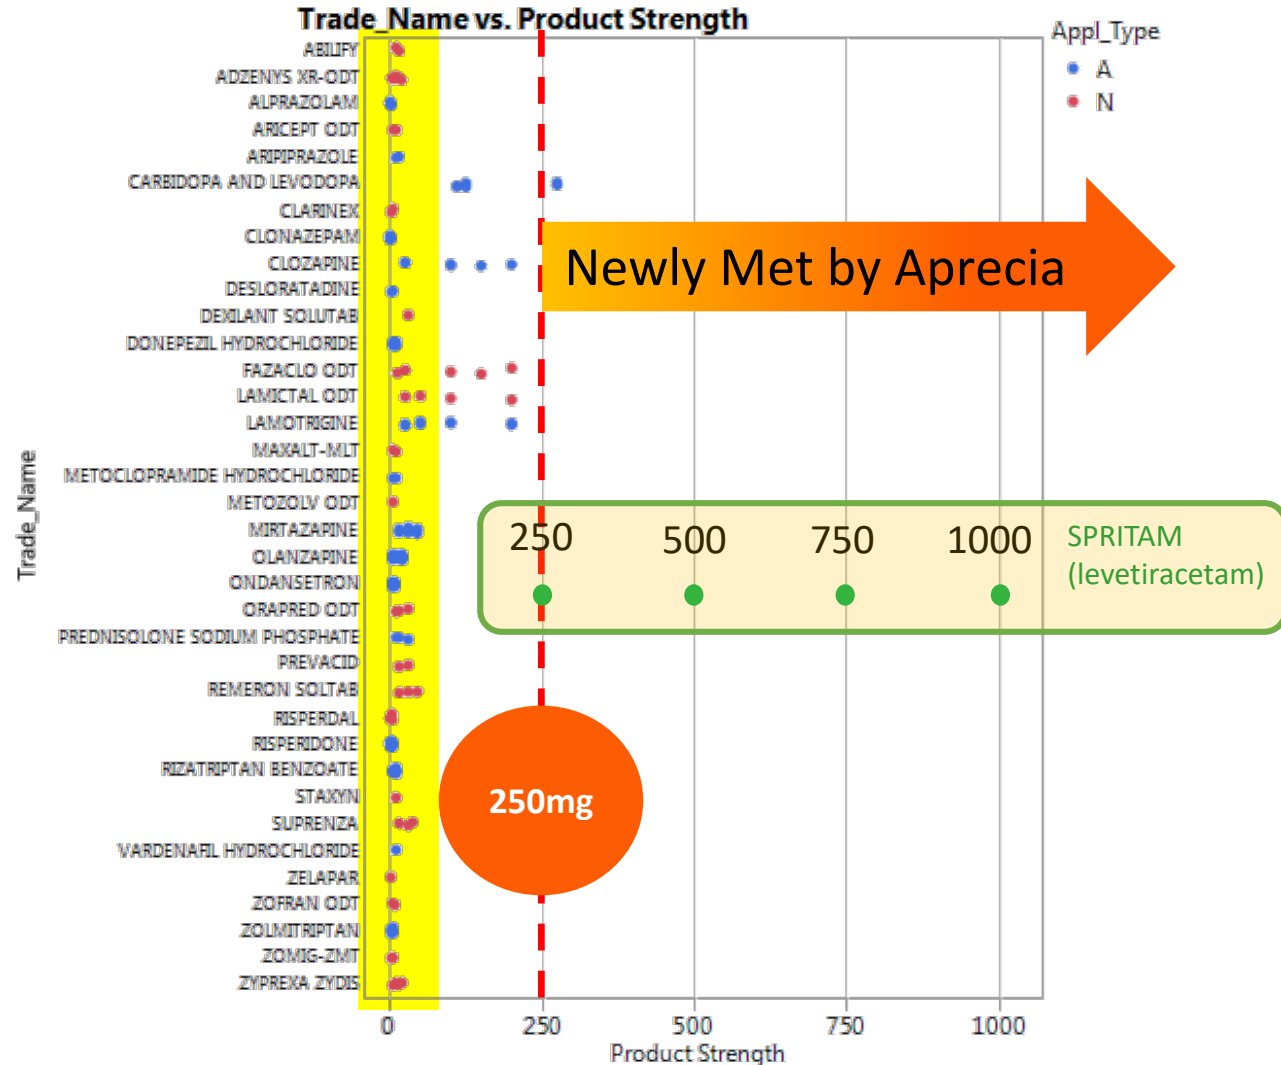 Trade_Name vs. Product Strength
Appl_Type
A
N
Trade_Name
ABILIFY
ADZENYS XR-ODT
ALPRAZOLAM
ARICEPT ODT
ARIPIPRAZOLE
CARBIDOPA AND LEVODOPA
CLARINEX
CLONAZEPAM
CLOZAPINE
DESLORATADINE
DEXILANT SOLUTAB
DONEPEZIL HYDROCHLORIDE
FAZACLO ODT
LAMICTAL ODT
LAMOTRIGINE
MAXALT-MLT
METOCLOPRAMIDE HYDROCHLORIDE
METOZOLV ODT
MIRTAZAPINE
OLANZAPINE
ONDANSETRON
ORAPRED ODT
PREDNISOLONE SODIUM PHOSPHATE
PREVACID
REMERON SOLTAB
RISPERDAL
RISPERIDONE
RIZATRIPTAN BENZOATE
STAXYN
SUPRENZA
VARDENAFIL HYDROCHLORIDE
ZELAPAR
ZOFRAN ODT
ZOLMITRIPTAN
ZOMIG-ZMT
ZYPREXA ZYDIS
Newly Met by Aprecia
250 500 750 1000
SPRITAM
(levetiracetam)
250mg
0 250 500 750 1000
Product Strength